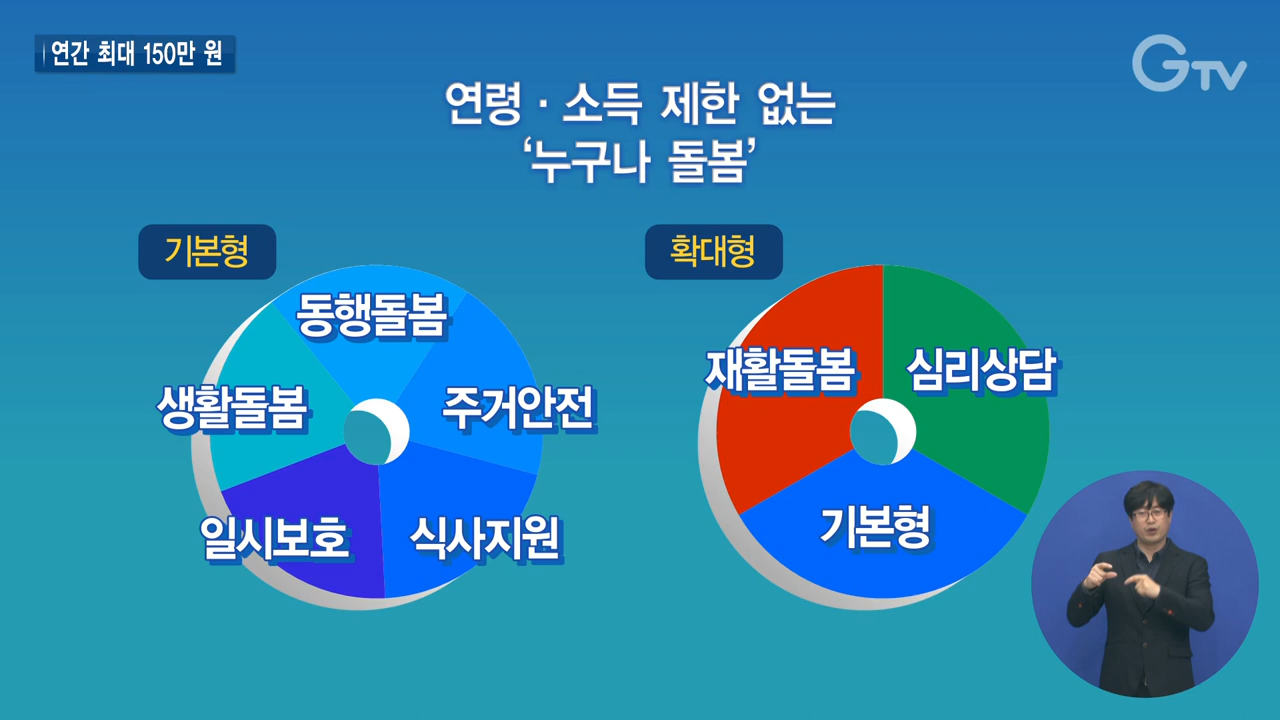 연간 최대 150만 원
GTV
연령 · 소득 제한 없는
‘누구나 돌봄’
기본형
동행돌봄
생활돌봄
주거안전
일시보호
식사지원
확대형
재활돌봄
심리상담
기본형